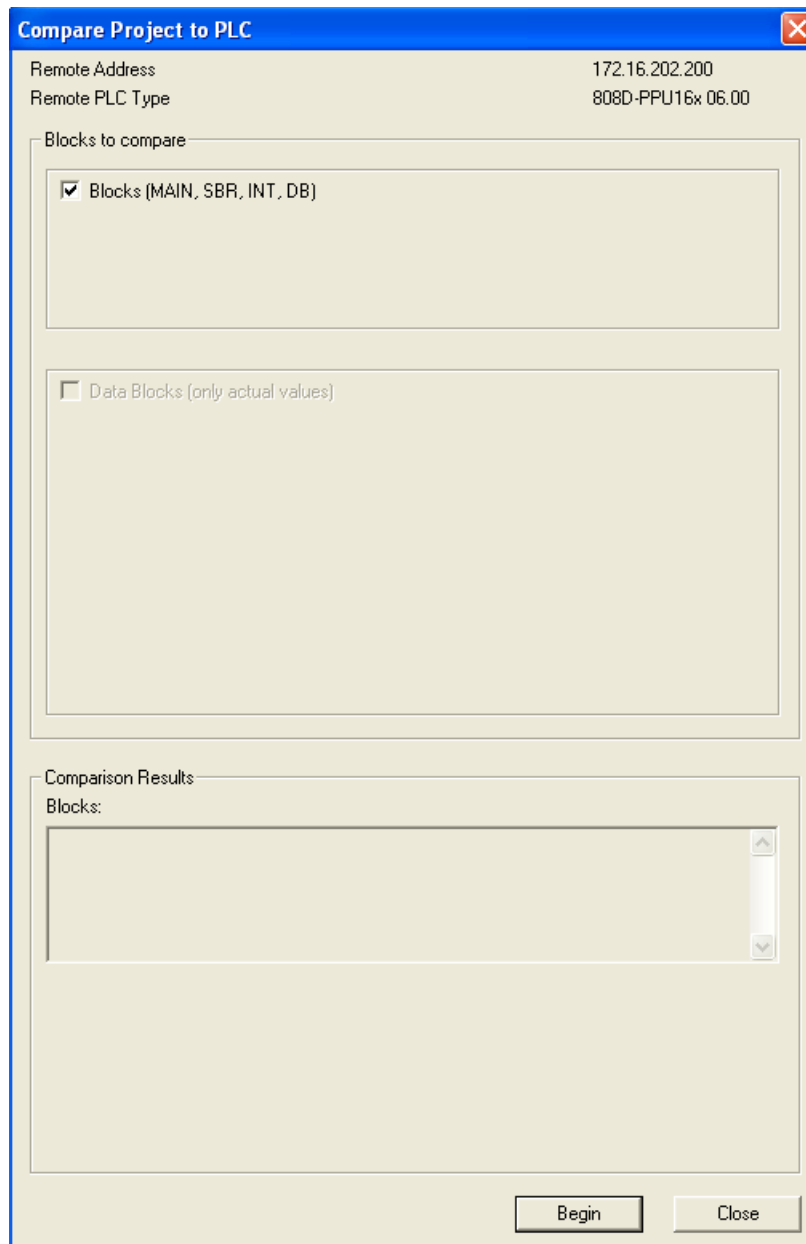 Compare Project to PLC
Remote Address 172.16.202.200
Remote PLC Type 808D-PPU16x 06.00
Blocks to compare
Blocks (MAIN, SBR, INT, DB)
Data Blocks (only actual values)
Comparison Results
Blocks:
Begin Close